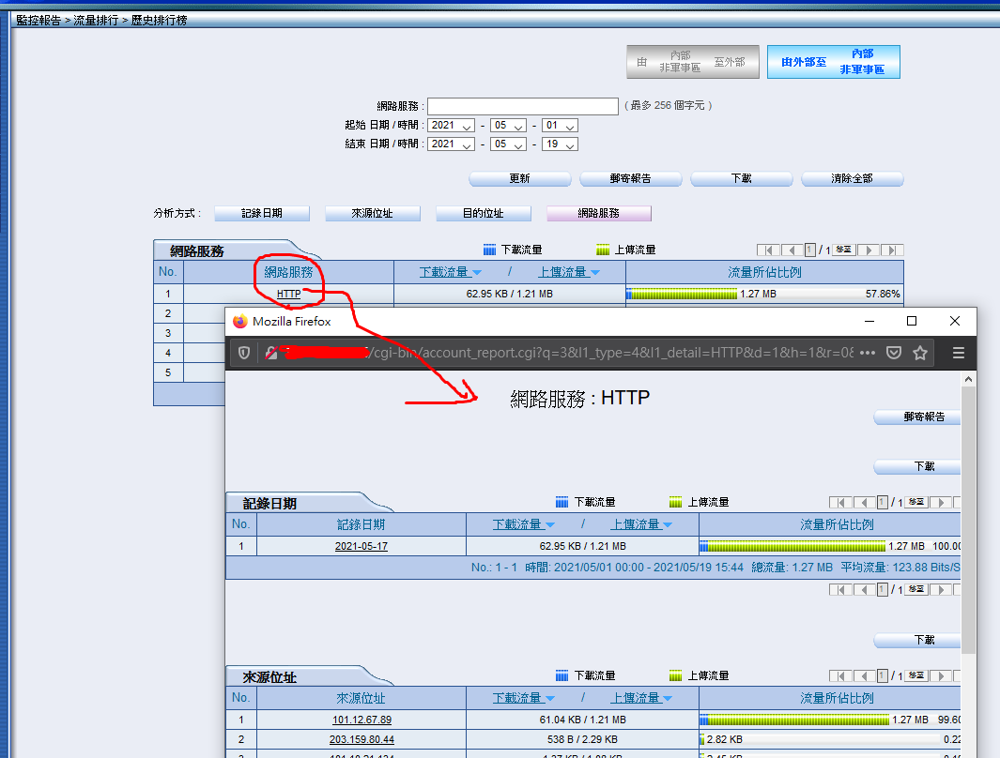 監控報告 > 流量排行 > 歷史排行榜
由 內部 非軍事區 至外部
由外部至 內部 非軍事區
網路服務 : ( 最多 256 個字元 )
起始 日期 / 時間 : 2021 - 05 - 01
結束 日期 / 時間 : 2021 - 05 - 19
更新 郵寄報告 下載 清除全部
分析方式 : 記錄日期 來源位址 目的位址 網路服務
網路服務 下載流量 上傳流量 1 / 1 移至
No. 網路服務 下載流量 / 上傳流量 流量所佔比例
1 HTTP 62.95 KB / 1.21 MB 1.27 MB 57.86%
2
3
4
5
Mozilla Firefox
/cgi-bin/account_report.cgi?q=3&l1_type=4&l1_detail=HTTP&d=1&h=1&r=0&
網路服務 : HTTP
郵寄報告
下載
記錄日期 下載流量 上傳流量 1 / 1 移至
No. 記錄日期 下載流量 / 上傳流量 流量所佔比例
1 2021-05-17 62.95 KB / 1.21 MB 1.27 MB 100.00
No.: 1 - 1 時間: 2021/05/01 00:00 - 2021/05/19 15:44 總流量: 1.27 MB 平均流量: 123.88 Bits/S
1 / 1 移至
下載
來源位址 下載流量 上傳流量 1 / 1 移至
No. 來源位址 下載流量 / 上傳流量 流量所佔比例
1 101.12.67.89 61.04 KB / 1.21 MB 1.27 MB 99.60
2 203.159.80.44 538 B / 2.29 KB 2.82 KB 0.22